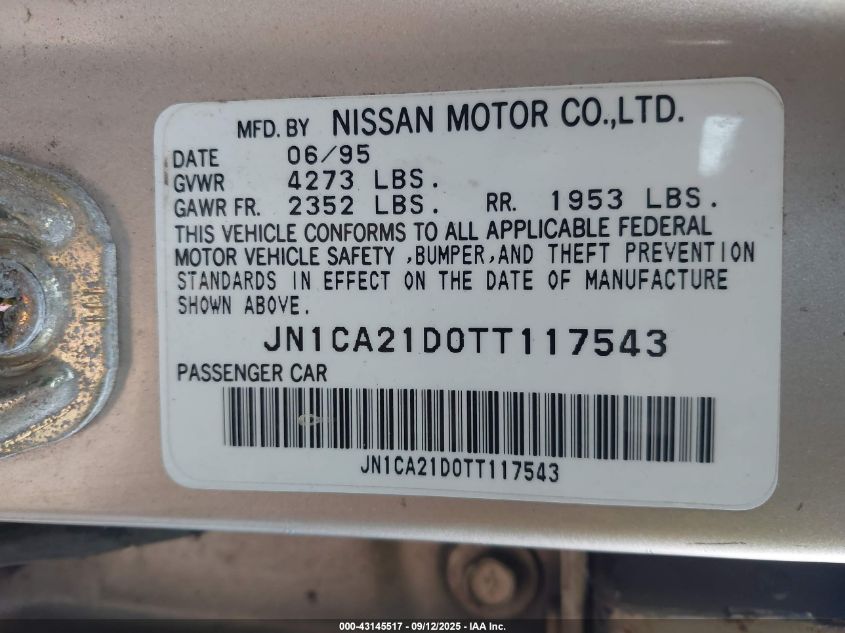 MFD. BY NISSAN MOTOR CO.,LTD.
DATE 06/95
GVWR 4273 LBS.
GAWR FR. 2352 LBS. RR. 1953 LBS.
THIS VEHICLE CONFORMS TO ALL APPLICABLE FEDERAL
MOTOR VEHICLE SAFETY ,BUMPER,AND THEFT PREVENTION
STANDARDS IN EFFECT ON THE DATE OF MANUFACTURE
SHOWN ABOVE.
JN1CA21D0TT117543
PASSENGER CAR
JN1CA21D0TT117543
000-43145517 - 09/12/2025 - IAA Inc.